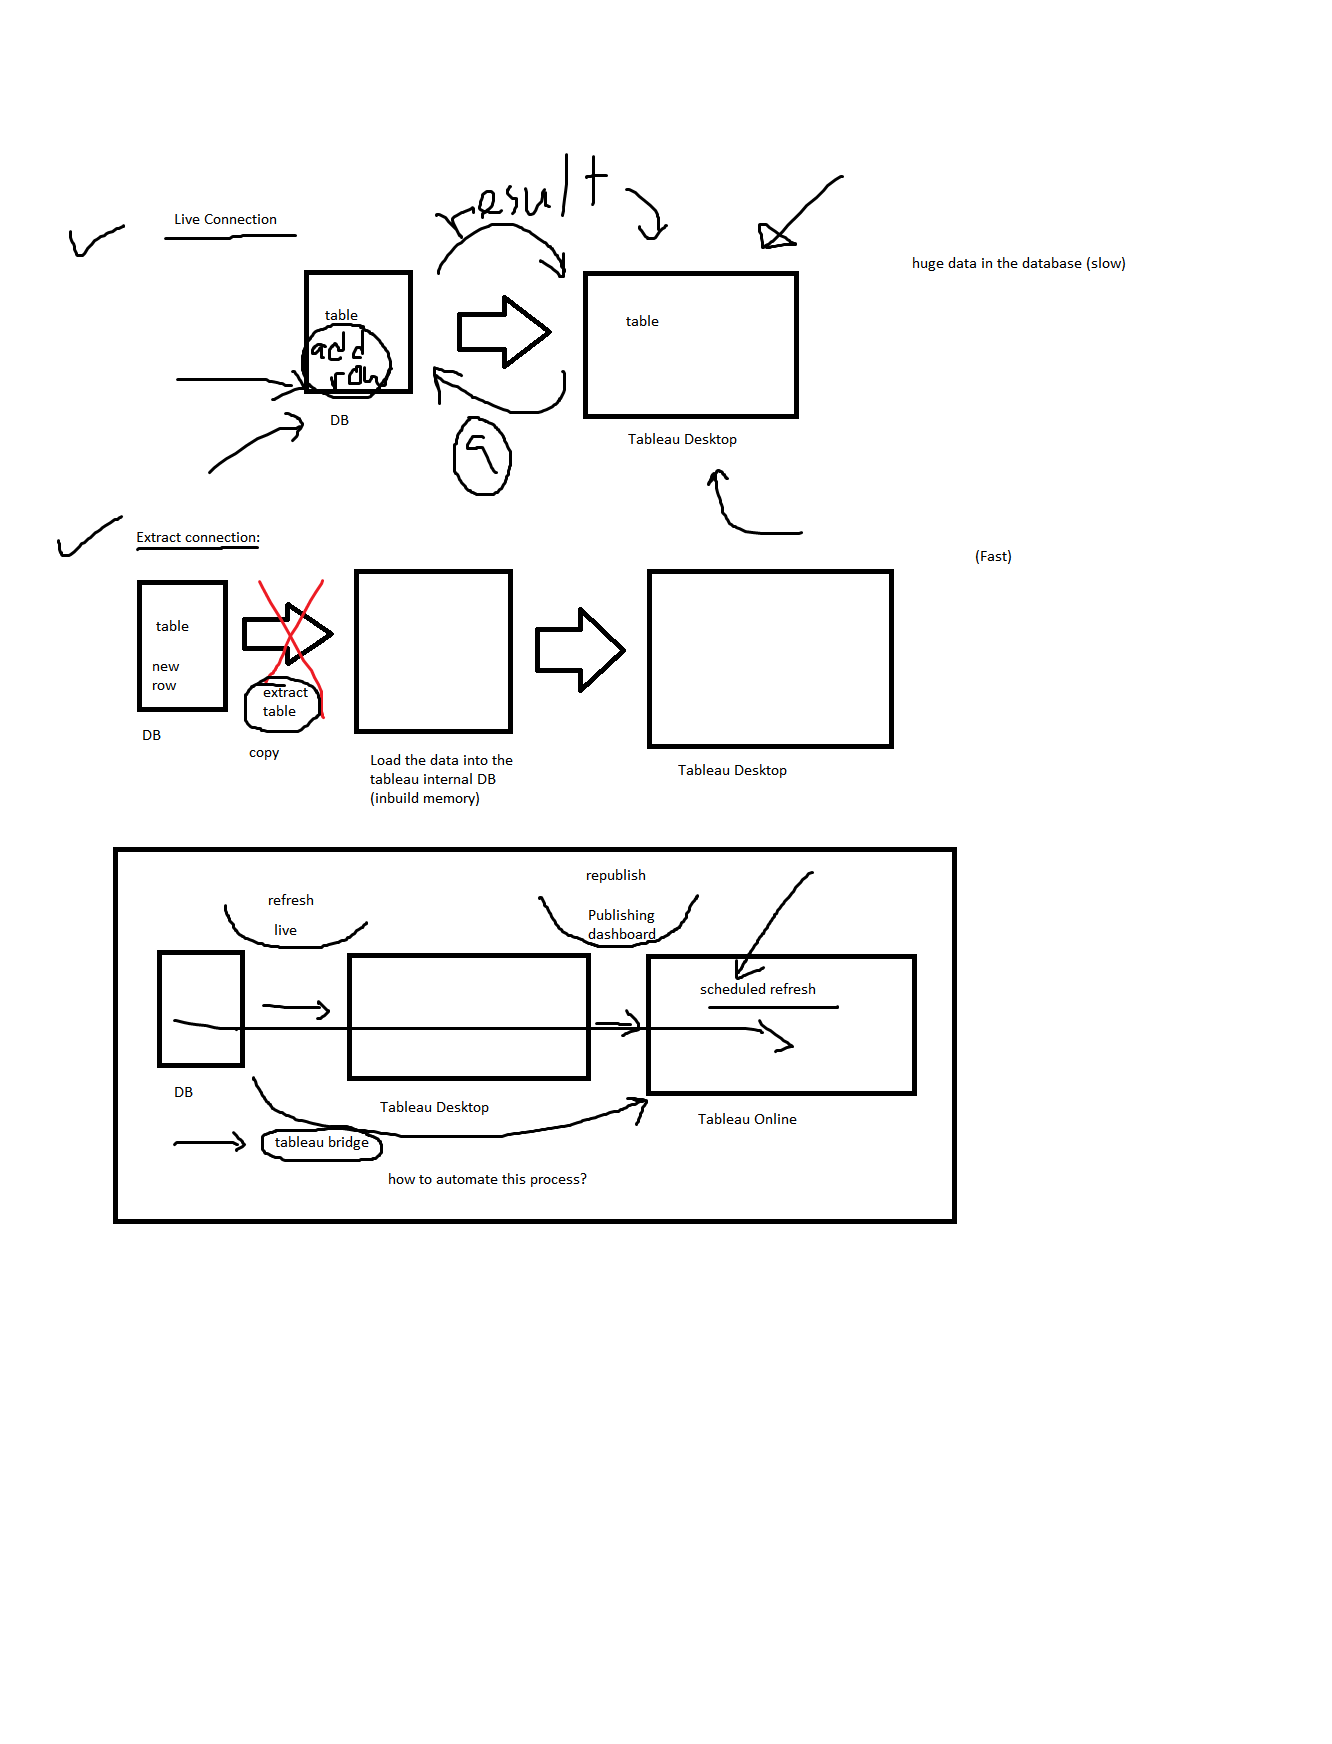 result
Live Connection
huge data in the database (slow)
table
add
row
table
DB
Tableau Desktop
Extract connection:
(Fast)
table
new
row
extract
table
DB
copy
Load the data into the
tableau internal DB
(inbuild memory)
Tableau Desktop
republish
refresh
Publishing
dashboard
live
scheduled refresh
DB
Tableau Desktop
Tableau Online
tableau bridge
how to automate this process?